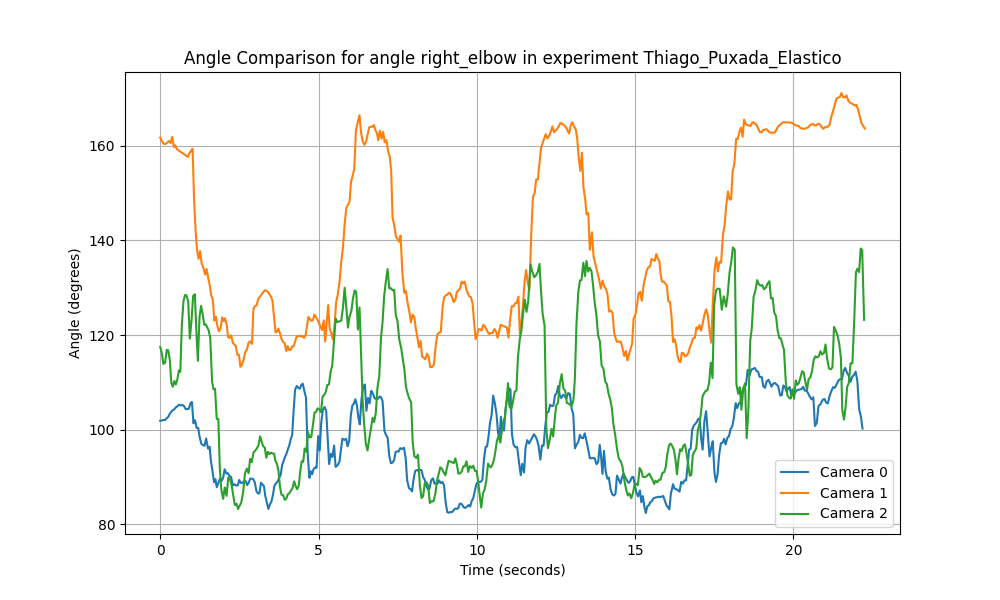 Angle Comparison for angle right_elbow in experiment Thiago_Puxada_Elastico
Angle (degrees)
160
140
120
100
80
0 5 10 15 20
Time (seconds)
Camera 0
Camera 1
Camera 2